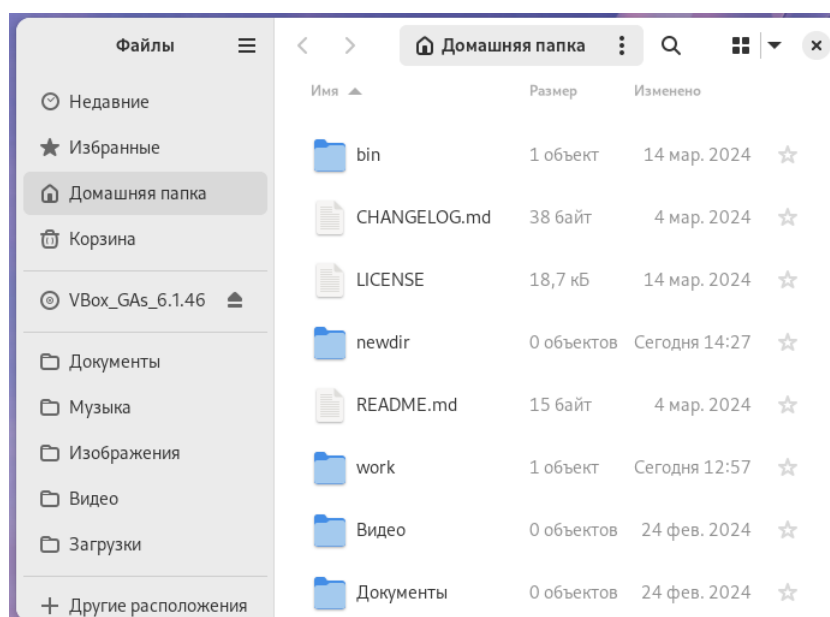 Файлы
Недавние
Избранные
Домашняя папка
Корзина
VBox_GAs_6.1.46
Документы
Музыка
Изображения
Видео
Загрузки
Другие расположения
Домашняя папка
Имя Размер Изменено
bin 1 объект 14 мар. 2024
CHANGELOG.md 38 байт 4 мар. 2024
LICENSE 18,7 кБ 14 мар. 2024
newdir 0 объектов Сегодня 14:27
README.md 15 байт 4 мар. 2024
work 1 объект Сегодня 12:57
Видео 0 объектов 24 фев. 2024
Документы 0 объектов 24 фев. 2024